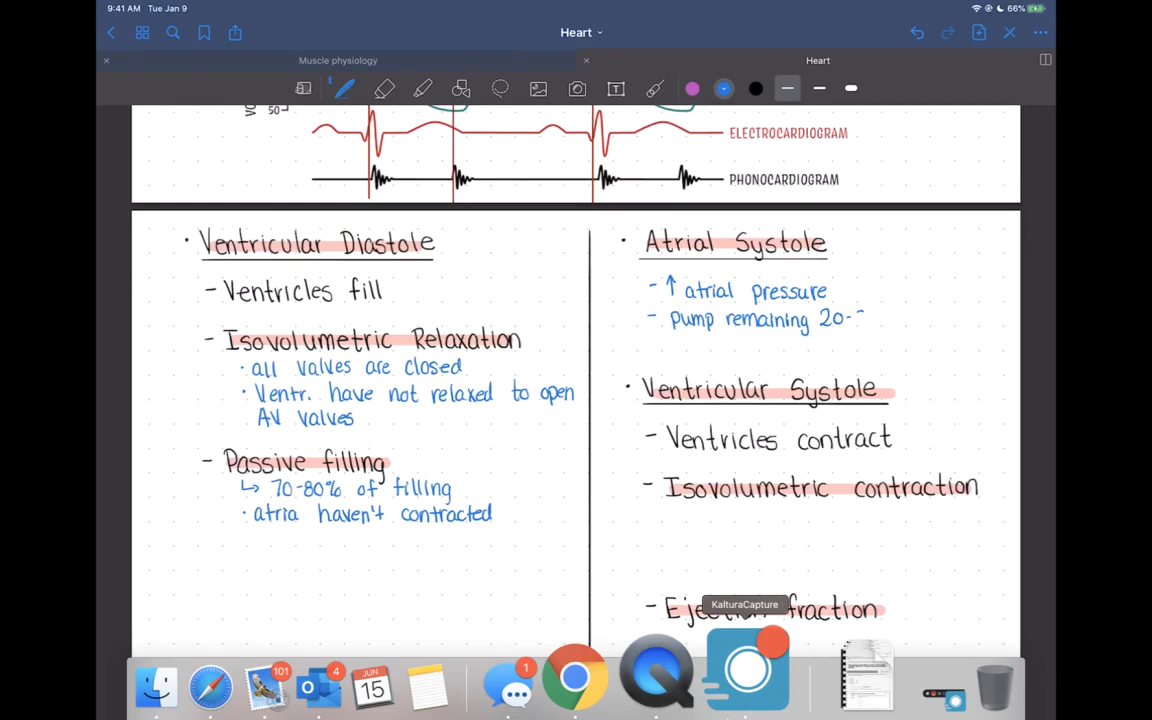 9:41 AM Tue Jan 9
66%
Heart
Muscle physiology
Heart
T
50
ELECTROCARDIOGRAM
PHONOCARDIOGRAM
· Ventricular Diastole
- Ventricles fill
- Isovolumetric Relaxation
· all valves are closed
· Ventr. have not relaxed to open
AV valves
- Passive filling
↳ 70-80% of filling
· atria haven't contracted
· Atrial Systole
- ↑ atrial pressure
- pump remaining 20-
· Ventricular Systole
- Ventricles contract
- Isovolumetric contraction
- Ejection fraction
KalturaCapture
101
4
JUN
15
1